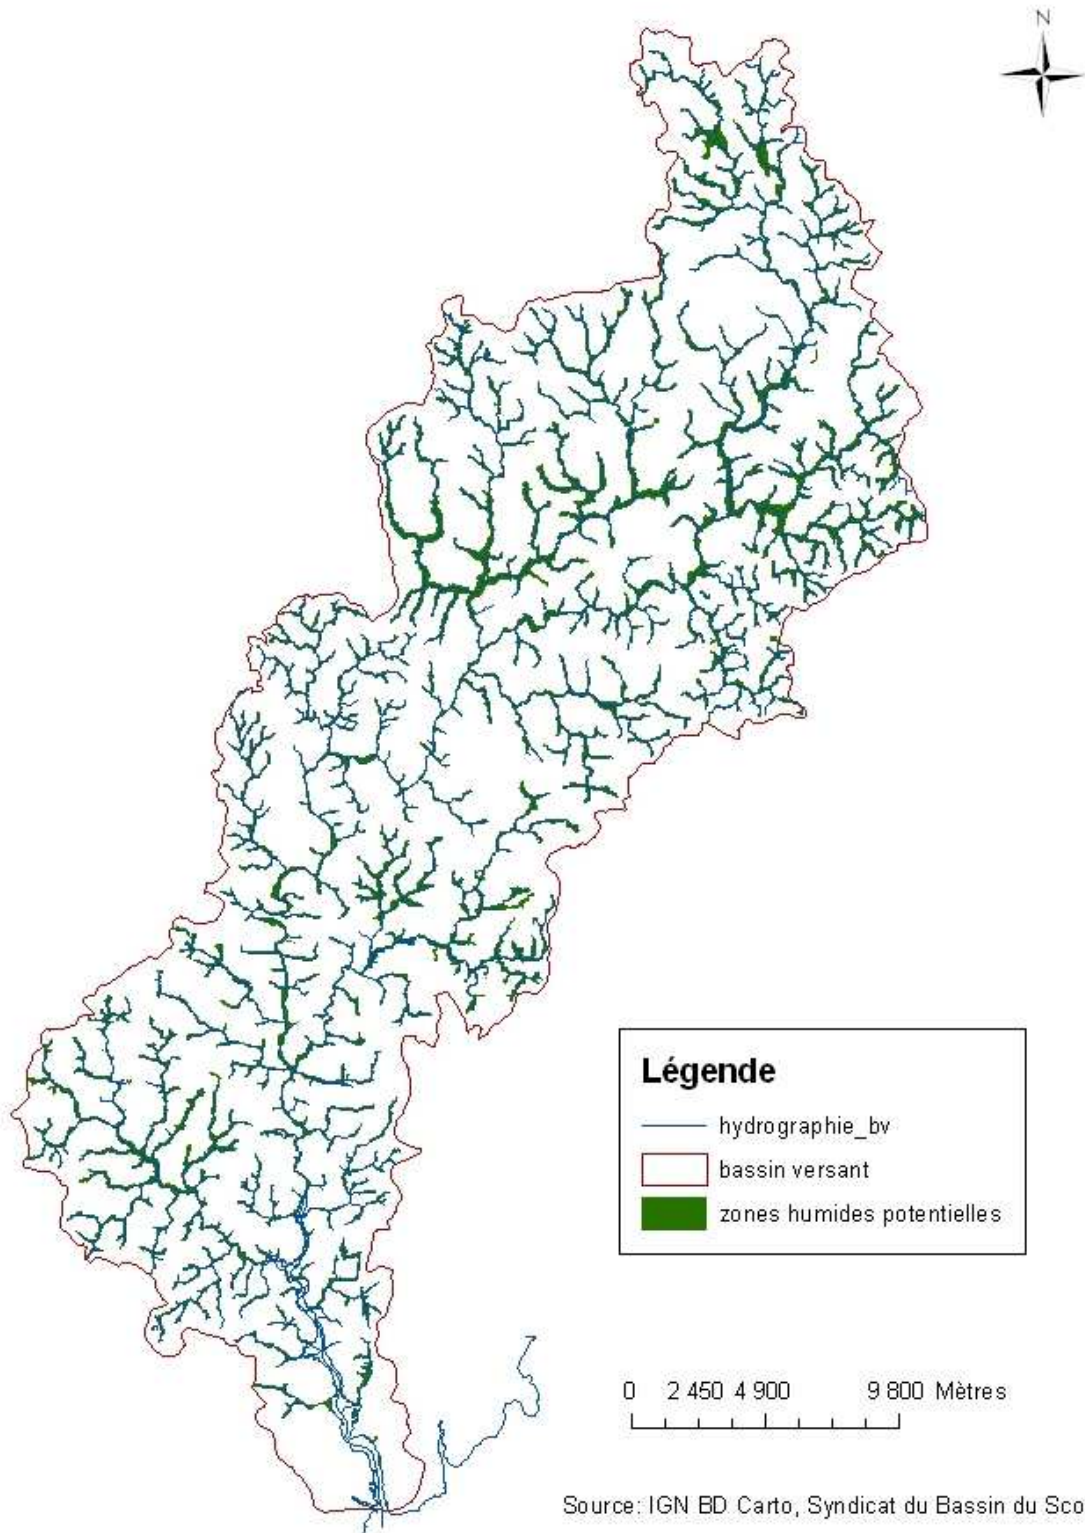 N
Légende
hydrographie_bv
bassin versant
zones humides potentielles
0 2 450 4 900 9 800 Mètres
Source: IGN BD Carto, Syndicat du Bassin du Sco